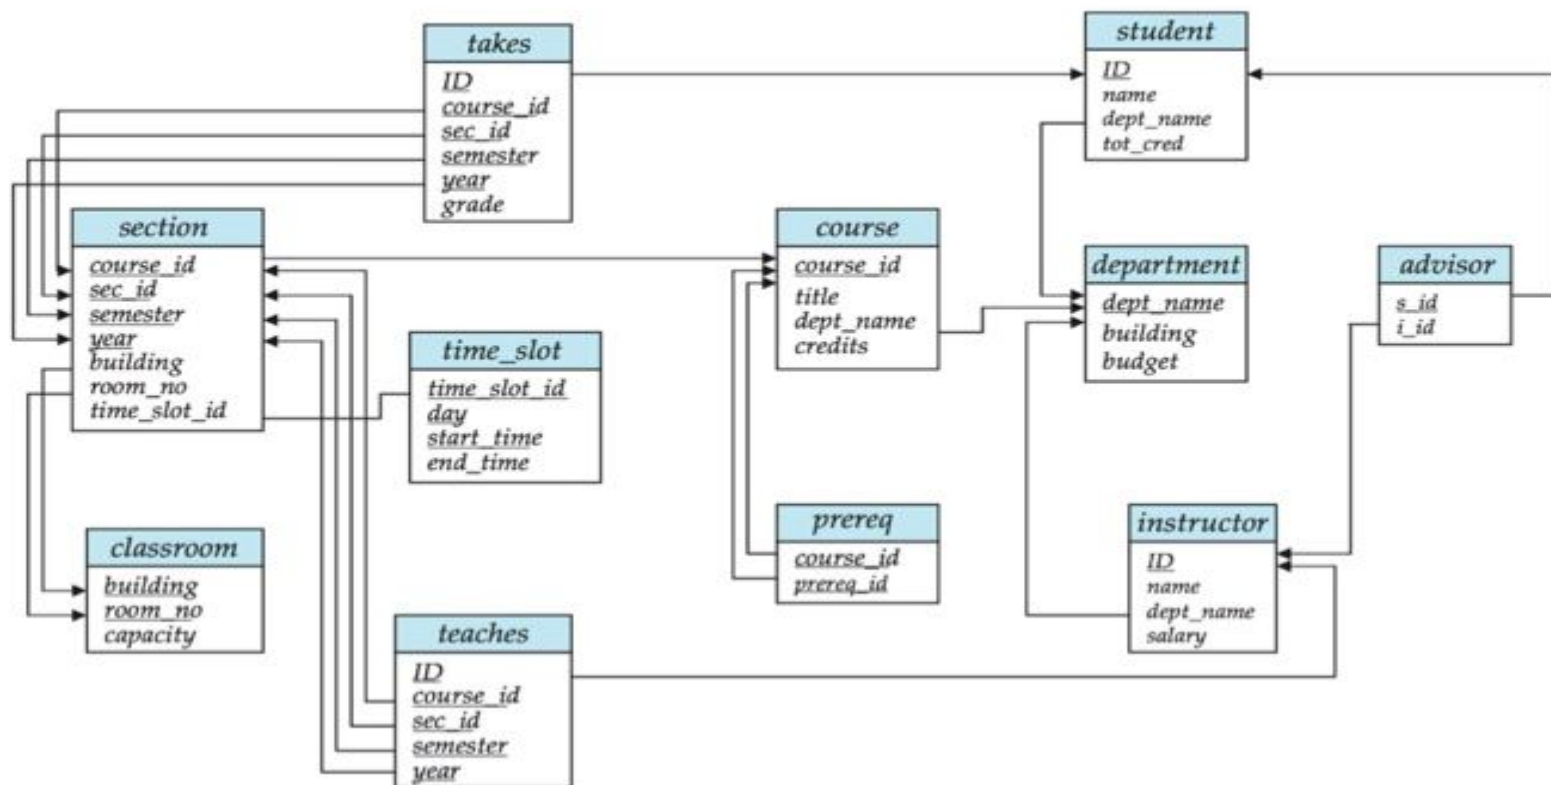 takes
ID
course_id
sec_id
semester
year
grade
student
ID
name
dept_name
tot_cred
section
course_id
sec_id
semester
year
building
room_no
time_slot_id
course
course_id
title
dept_name
credits
department
dept_name
building
budget
advisor
s_id
i_id
time_slot
time_slot_id
day
start_time
end_time
prereq
course_id
prereq_id
instructor
ID
name
dept_name
salary
classroom
building
room_no
capacity
teaches
ID
course_id
sec_id
semester
year